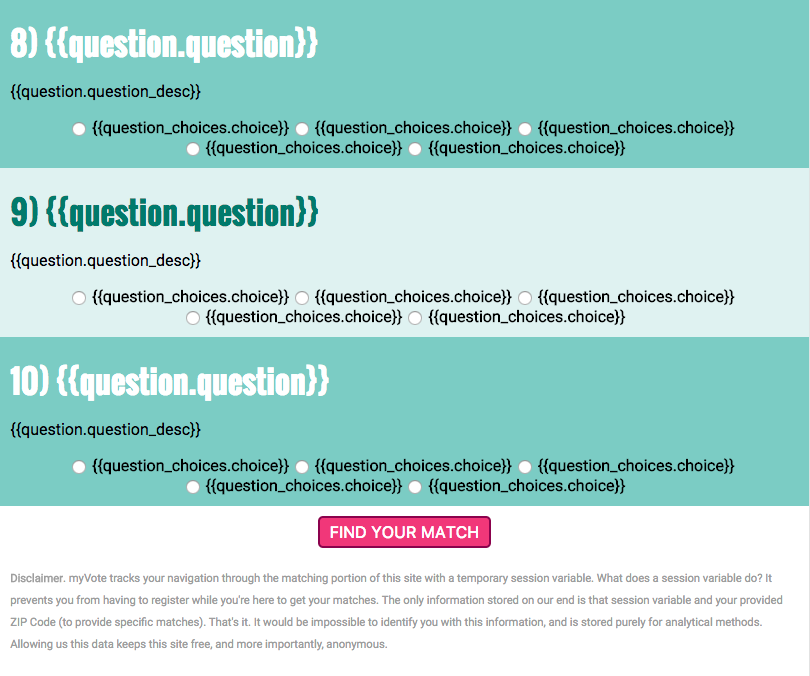 8) {{question.question}}
{{question.question_desc}}
{{question_choices.choice}} {{question_choices.choice}} {{question_choices.choice}}
{{question_choices.choice}} {{question_choices.choice}}
9) {{question.question}}
{{question.question_desc}}
{{question_choices.choice}} {{question_choices.choice}} {{question_choices.choice}}
{{question_choices.choice}} {{question_choices.choice}}
10) {{question.question}}
{{question.question_desc}}
{{question_choices.choice}} {{question_choices.choice}} {{question_choices.choice}}
{{question_choices.choice}} {{question_choices.choice}}
FIND YOUR MATCH
Disclaimer. myVote tracks your navigation through the matching portion of this site with a temporary session variable. What does a session variable do? It
prevents you from having to register while you're here to get your matches. The only information stored on our end is that session variable and your provided
ZIP Code (to provide specific matches). That's it. It would be impossible to identify you with this information, and is stored purely for analytical methods.
Allowing us this data keeps this site free, and more importantly, anonymous.